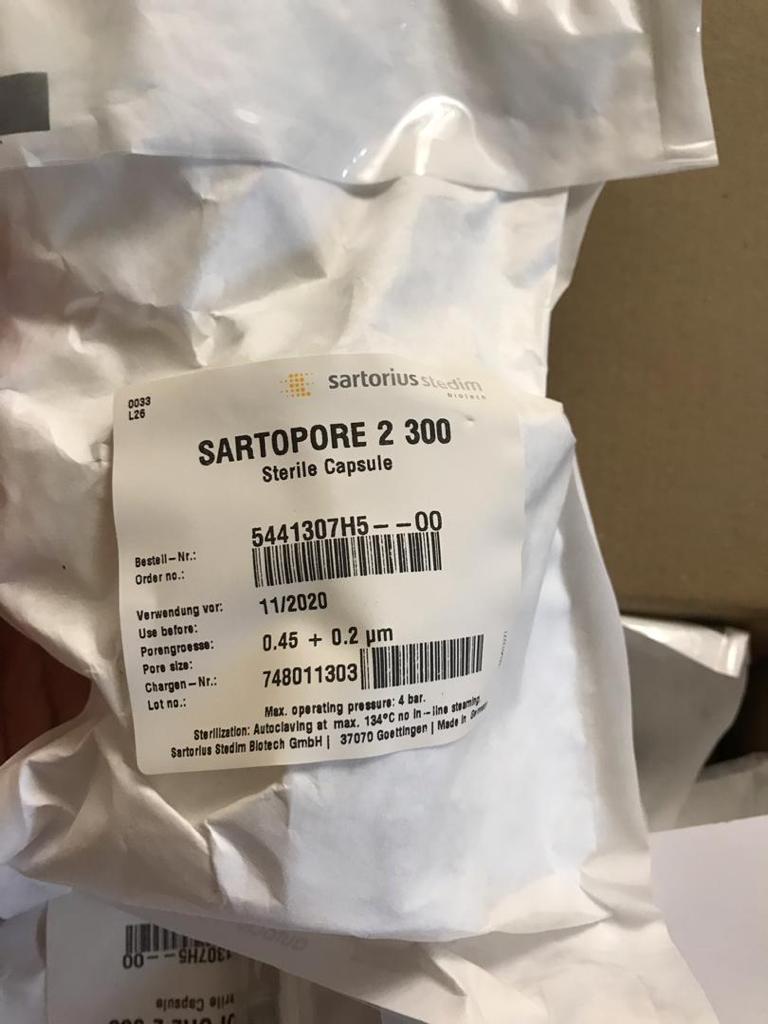 0033
L26
sartorius stedim
biotech
SARTOPORE 2 300
Sterile Capsule
5441307H5--00
Bestell-Nr.:
Order no.:
Verwendung vor: 11/2020
Use before:
Porengroesse: 0.45 + 0.2 µm
Pore size:
Chargen-Nr.: 748011303
Lot no.:
Max. operating pressure: 4 bar.
Sterilization: Autoclaving at max. 134°C no in-line steaming
Sartorius Stedim Biotech GmbH | 37070 Goettingen | Made in
1307H5--00
Capsule